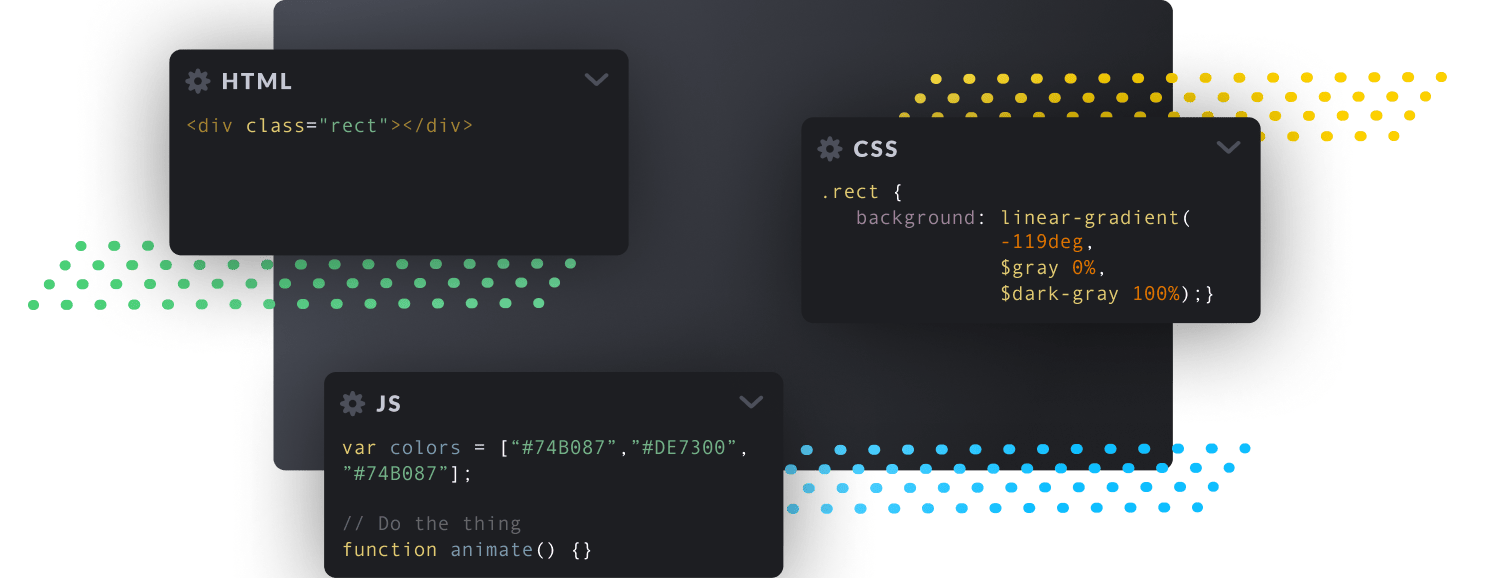 HTML
<div class="rect"></div>
CSS
.rect {
background: linear-gradient(
-119deg,
$gray 0%,
$dark-gray 100%);}
JS
var colors = [“#74B087”,”#DE7300”,
”#74B087”];
// Do the thing
function animate() {}